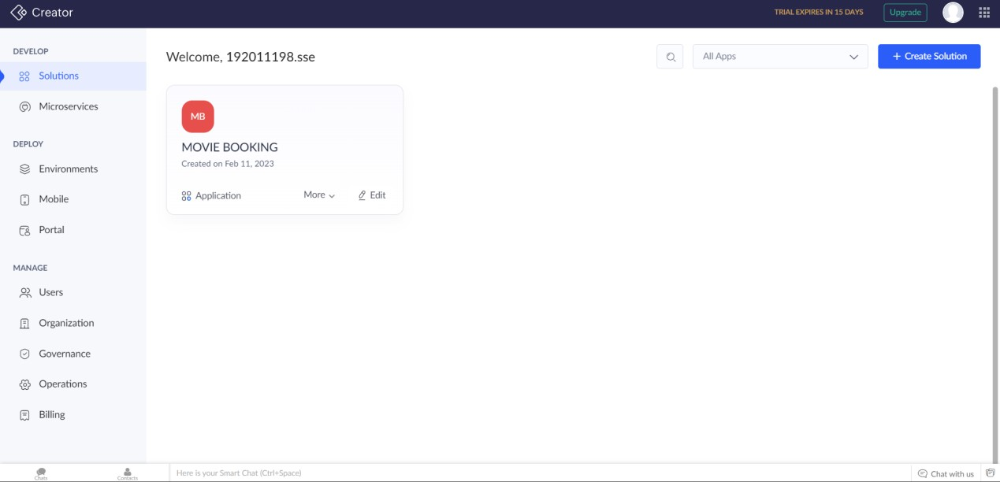 Creator
TRIAL EXPIRES IN 15 DAYS
Upgrade
DEVELOP
Solutions
Microservices
DEPLOY
Environments
Mobile
Portal
MANAGE
Users
Organization
Governance
Operations
Billing
Welcome, 192011198.sse
All Apps
+ Create Solution
MB
MOVIE BOOKING
Created on Feb 11, 2023
Application
More
Edit
Chats
Contacts
Here is your Smart Chat (Ctrl+Space)
Chat with us